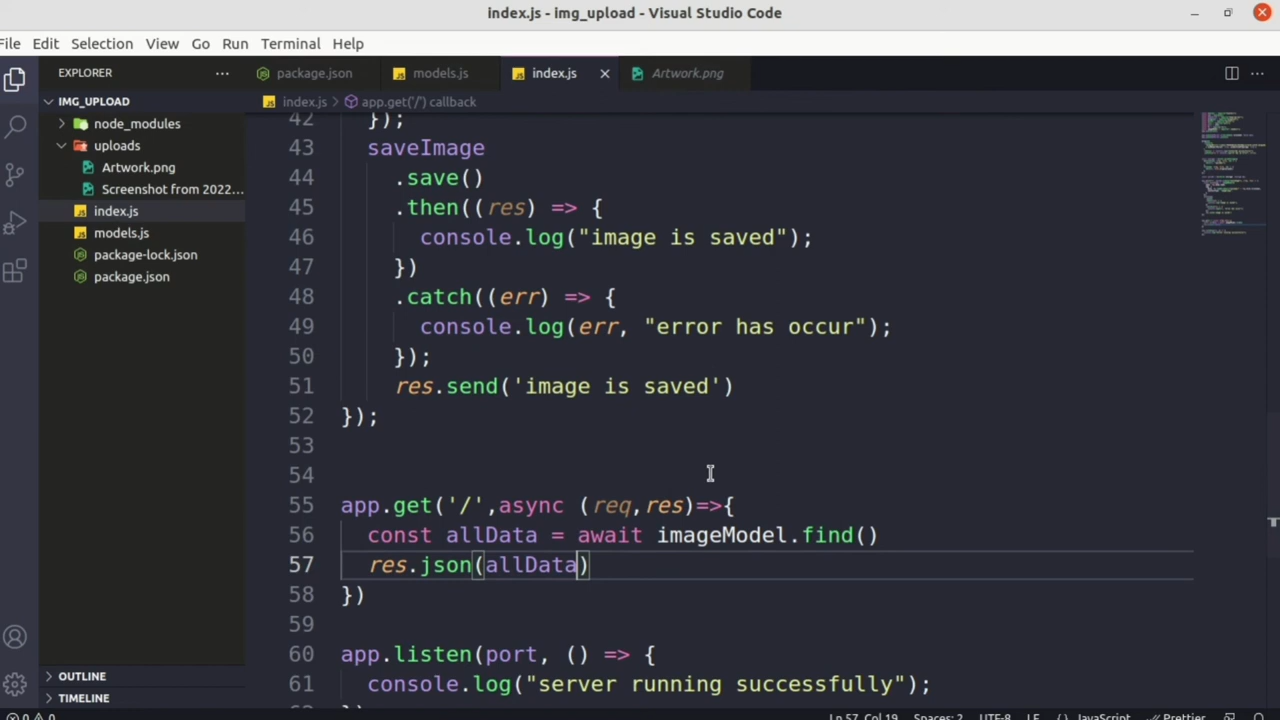 index.js - img_upload - Visual Studio Code
File Edit Selection View Go Run Terminal Help
EXPLORER
package.json
models.js
index.js
Artwork.png
IMG_UPLOAD
index.js > app.get('/') callback
node_modules
uploads
Artwork.png
Screenshot from 2022...
index.js
models.js
package-lock.json
package.json
42 });
43 saveImage
44 .save()
45 .then((res) => {
46 console.log("image is saved");
47 })
48 .catch((err) => {
49 console.log(err, "error has occur");
50 });
51 res.send('image is saved')
52 });
53
54
55 app.get('/',async (req,res)=>{
56 const allData = await imageModel.find()
57 res.json(allData)
58 })
59
60 app.listen(port, () => {
61 console.log("server running successfully");
OUTLINE
TIMELINE
0 0
Ln 57, Col 19 Spaces: 2 UTF-8 LF {} JavaScript Prettier